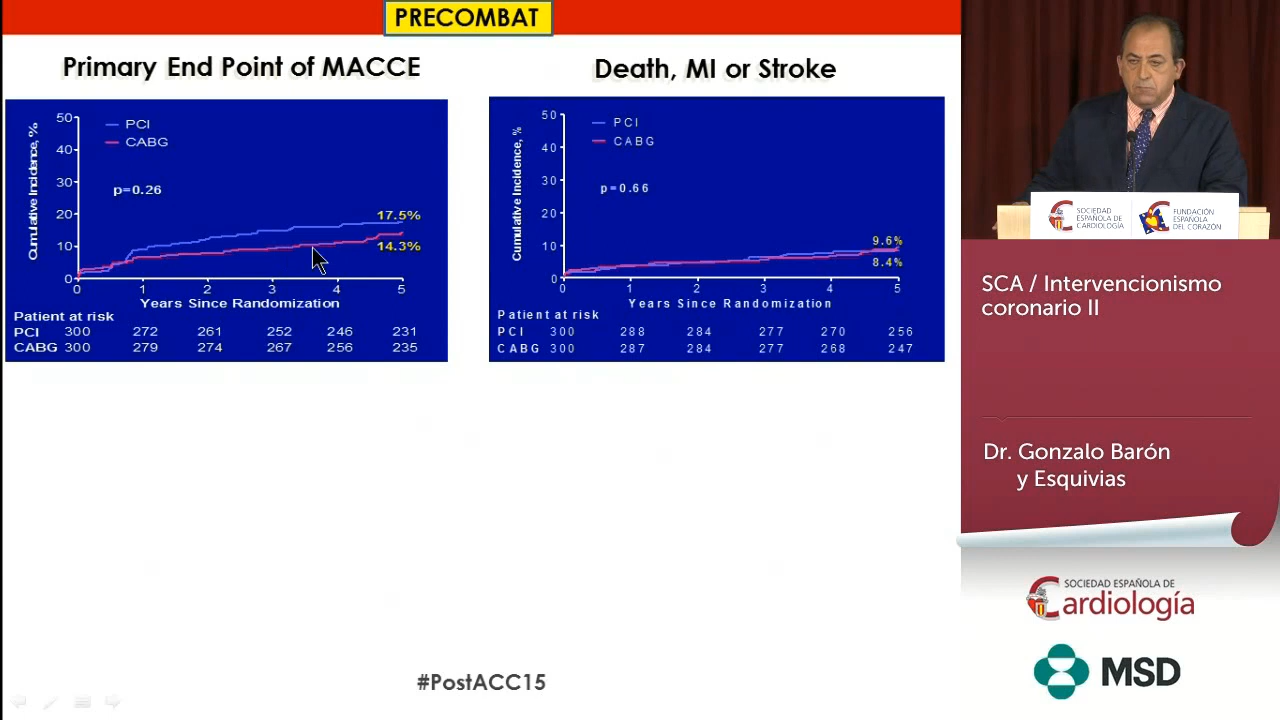 PRECOMBAT
Primary End Point of MACCE
Cumulative Incidence, %
50
40
30
20
10
0
PCI
CABG
p=0.26
17.5%
14.3%
0 1 2 3 4 5
Years Since Randomization
Patient at risk
PCI 300 272 261 252 246 231
CABG 300 279 274 267 256 235
Death, MI or Stroke
Cumulative Incidence, %
50
40
30
20
10
0
PCI
CABG
p=0.66
9.6%
8.4%
0 1 2 3 4 5
Years Since Randomization
Patient at risk
PCI 300 288 284 277 270 256
CABG 300 287 284 277 268 247
#PostACC15
SOCIEDAD
ESPAÑOLA DE
CARDIOLOGÍA
FUNDACIÓN
ESPAÑOLA
DEL CORAZÓN
SCA / Intervencionismo
coronario II
Dr. Gonzalo Barón
y Esquivias
SOCIEDAD ESPAÑOLA DE
Cardiología
MSD